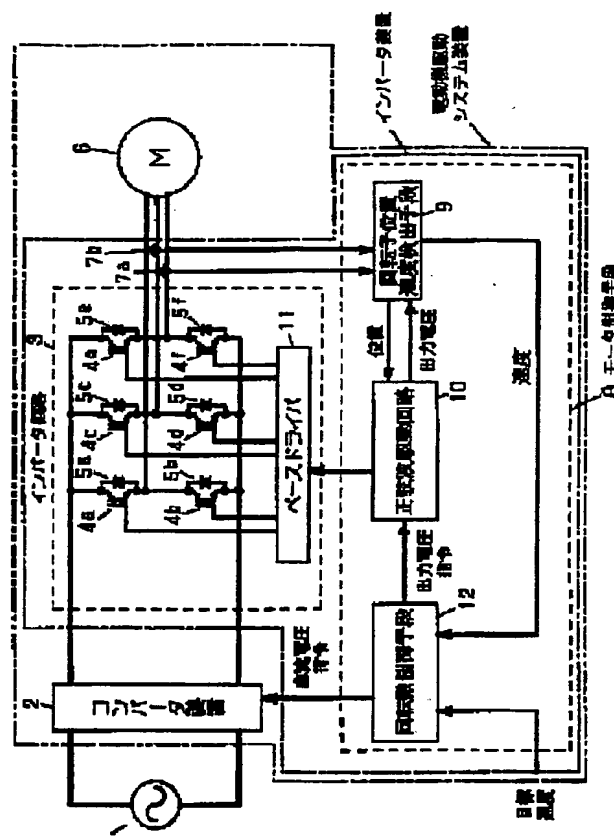 1
2
コンバータ装置
インバータ回路
3
4a
5a
4c
5c
4e
5e
4b
5b
4d
5d
4f
5f
ベースドライバ
11
7a
7b
6
M
直流電圧
指令
回転数制御手段
12
出力電圧
指令
正弦波駆動回路
10
位置
出力電圧
回転子位置
速度検出手段
9
速度
目標
速度
インバータ装置
電動機駆動
システム装置
8 モータ制御手段